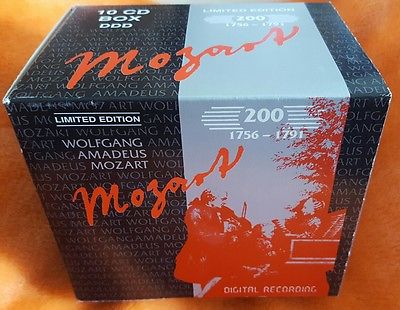 10 CD
BOX
DDD
LIMITED EDITION
200
1756 - 1791
Mozart
LIMITED EDITION
WOLFGANG
AMADEUS
MOZART
200
1756 - 1791
Mozart
DIGITAL RECORDING